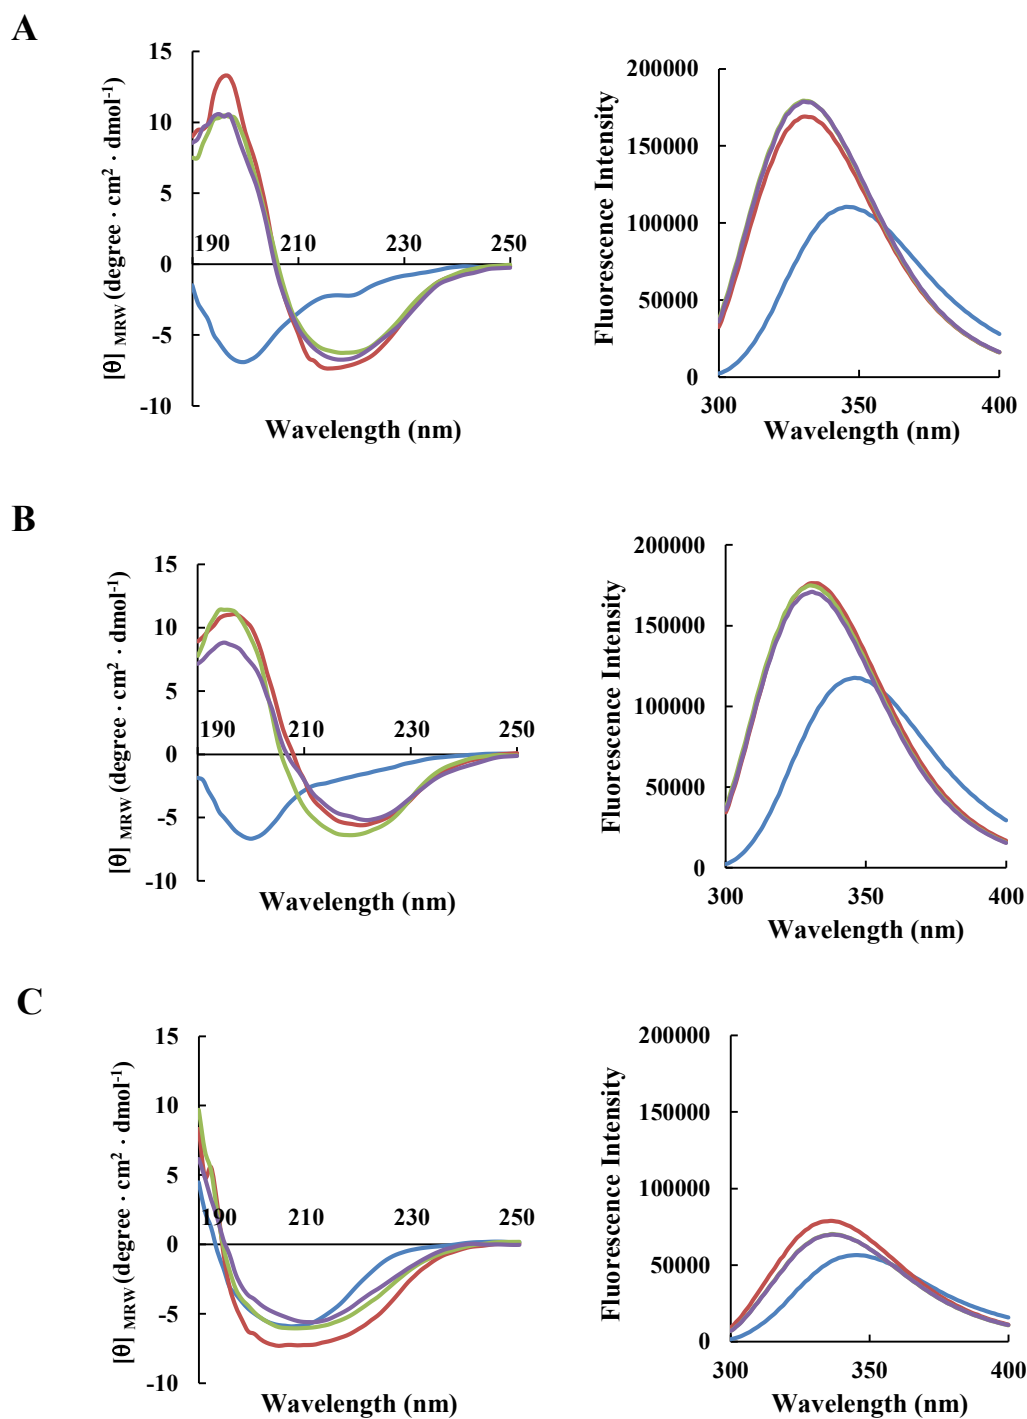 A
[θ] MRW (degree · cm² · dmol⁻¹)
15
10
5
0
-5
-10
190 210 230 250
Wavelength (nm)
Fluorescence Intensity
200000
150000
100000
50000
0
300 350 400
Wavelength (nm)
B
[θ] MRW (degree · cm² · dmol⁻¹)
15
10
5
0
-5
-10
190 210 230 250
Wavelength (nm)
Fluorescence Intensity
200000
150000
100000
50000
0
300 350 400
Wavelength (nm)
C
[θ] MRW (degree · cm² · dmol⁻¹)
15
10
5
0
-5
-10
190 210 230 250
Wavelength (nm)
Fluorescence Intensity
200000
150000
100000
50000
0
300 350 400
Wavelength (nm)